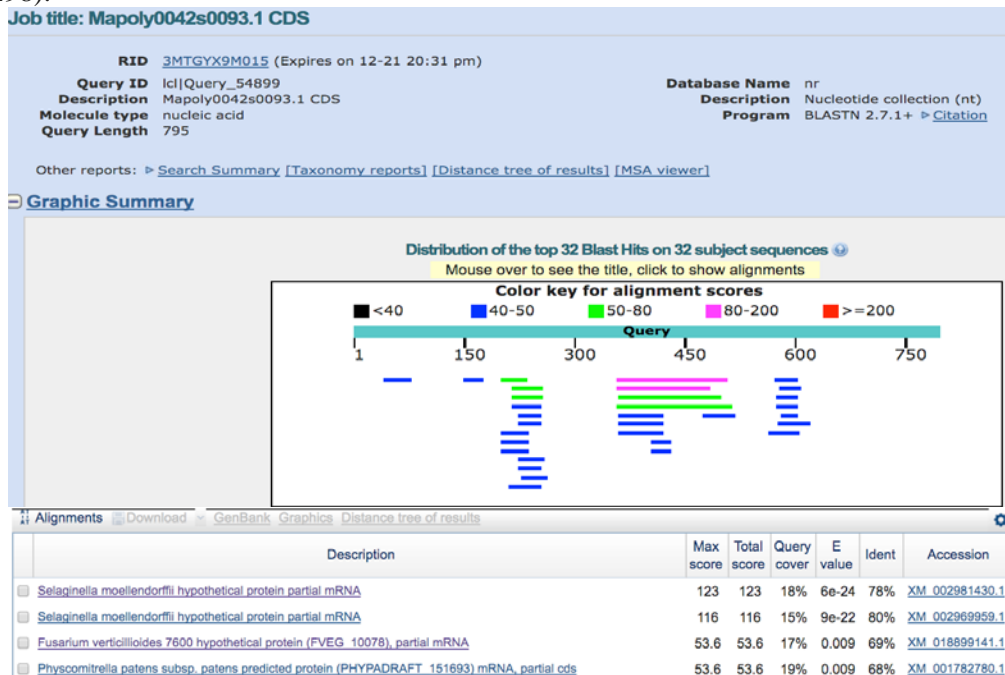 Job title: Mapoly0042s0093.1 CDS
RID 3MTGYX9M015 (Expires on 12-21 20:31 pm)
Query ID lcl|Query_54899
Description Mapoly0042s0093.1 CDS
Molecule type nucleic acid
Query Length 795
Database Name nr
Description Nucleotide collection (nt)
Program BLASTN 2.7.1+ Citation
Other reports: Search Summary [Taxonomy reports] [Distance tree of results] [MSA viewer]
Graphic Summary
Distribution of the top 32 Blast Hits on 32 subject sequences
Mouse over to see the title, click to show alignments
Color key for alignment scores
<40 40-50 50-80 80-200 >=200
Query
1 150 300 450 600 750
Alignments Download GenBank Graphics Distance tree of results
Description Max score Total score Query cover E value Ident Accession
Selaginella moellendorffii hypothetical protein partial mRNA 123 123 18% 6e-24 78% XM_002981430.1
Selaginella moellendorffii hypothetical protein partial mRNA 116 116 15% 9e-22 80% XM_002969959.1
Fusarium verticillioides 7600 hypothetical protein (FVEG_10078), partial mRNA 53.6 53.6 17% 0.009 69% XM_018899141.1
Physcomitrella patens subsp. patens predicted protein (PHYPADRAFT_151693) mRNA, partial cds 53.6 53.6 19% 0.009 68% XM_001782780.1